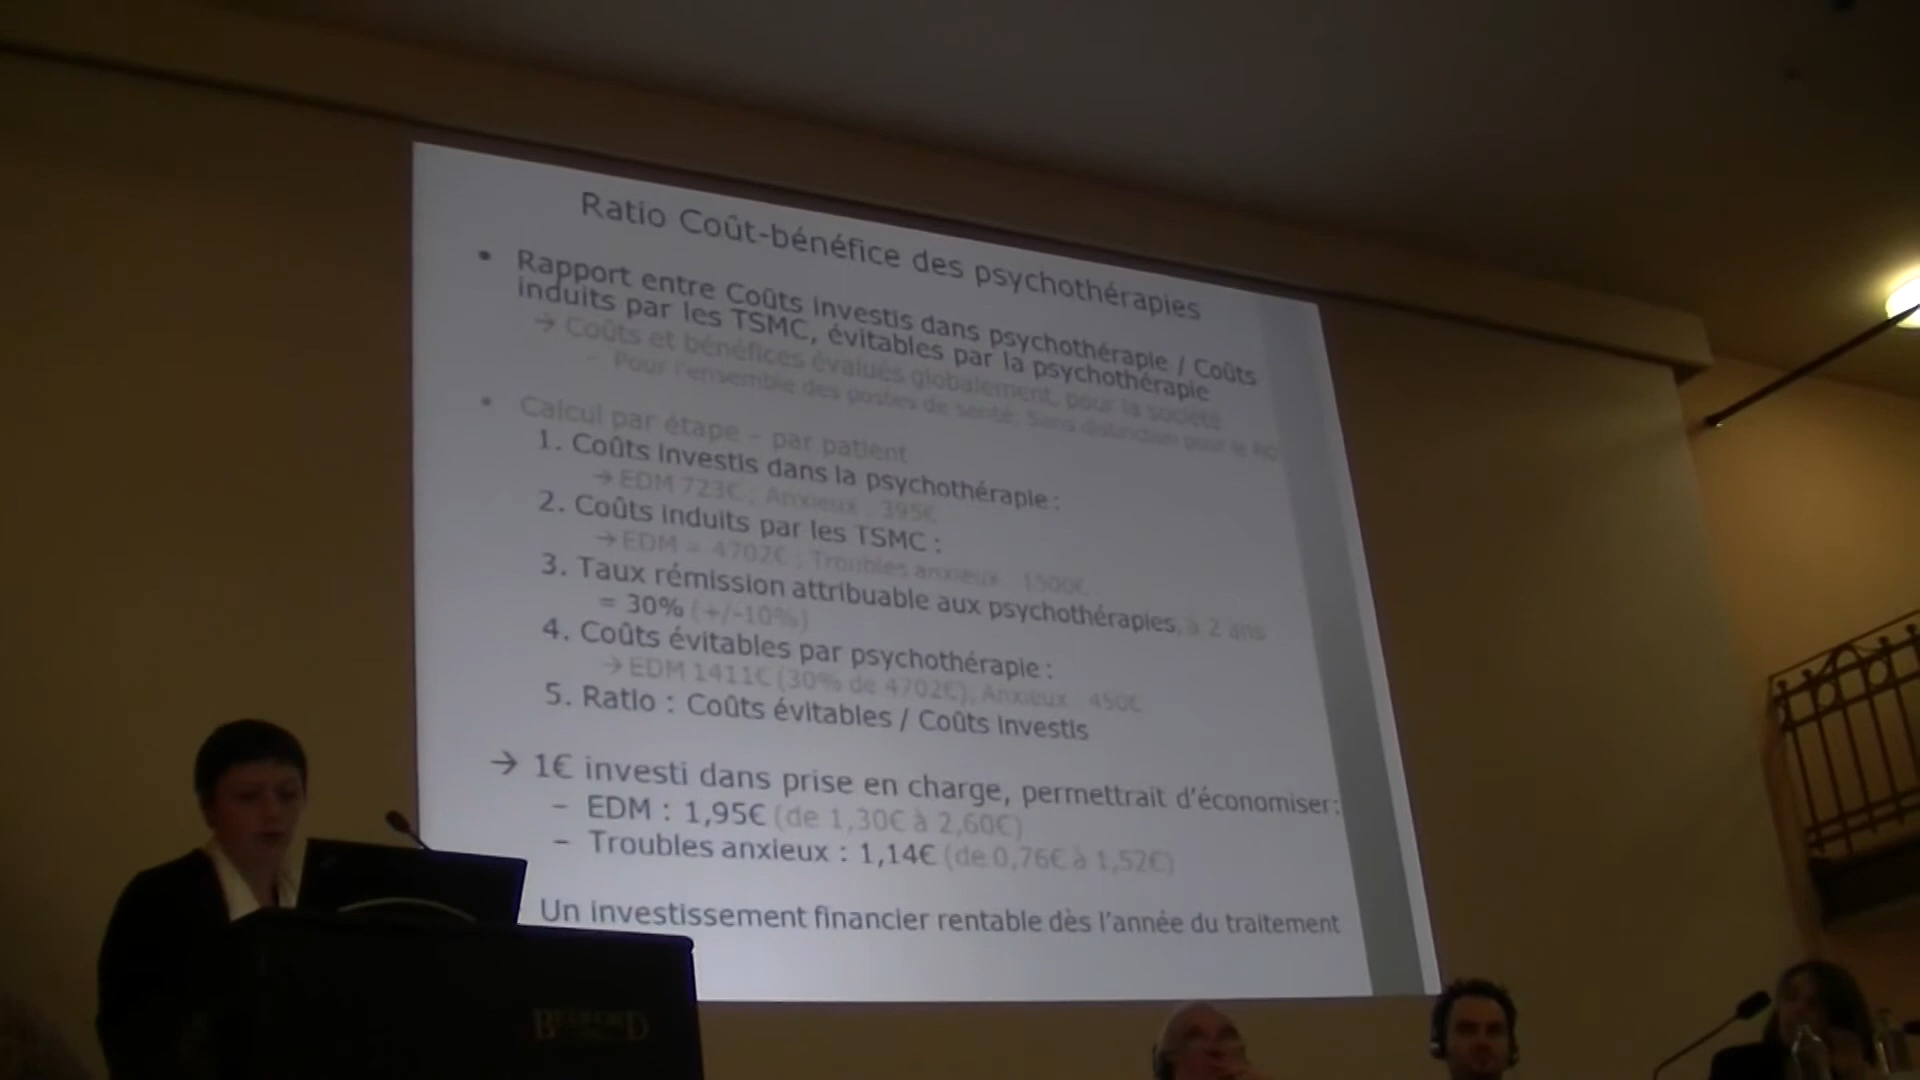 Ratio Coût-bénéfice des psychothérapies
• Rapport entre Coûts investis dans psychothérapie / Coûts
induits par les TSMC, évitables par la psychothérapie
→ Coûts et bénéfices évalués globalement, pour la société
- Pour l'ensemble des postes de santé. Sans distinction pour le RO
• Calcul par étape – par patient
1. Coûts investis dans la psychothérapie :
→ EDM 723€ ; Anxieux : 395€
2. Coûts induits par les TSMC :
→ EDM = 4702€ ; Troubles anxieux : 1500€
3. Taux rémission attribuable aux psychothérapies, à 2 ans
= 30% (+/-10%)
4. Coûts évitables par psychothérapie :
→ EDM 1411€ (30% de 4702€), Anxieux : 450€
5. Ratio : Coûts évitables / Coûts investis
→ 1€ investi dans prise en charge, permettrait d'économiser:
– EDM : 1,95€ (de 1,30€ à 2,60€)
– Troubles anxieux : 1,14€ (de 0,76€ à 1,52€)
Un investissement financier rentable dès l'année du traitement
BEDFORD